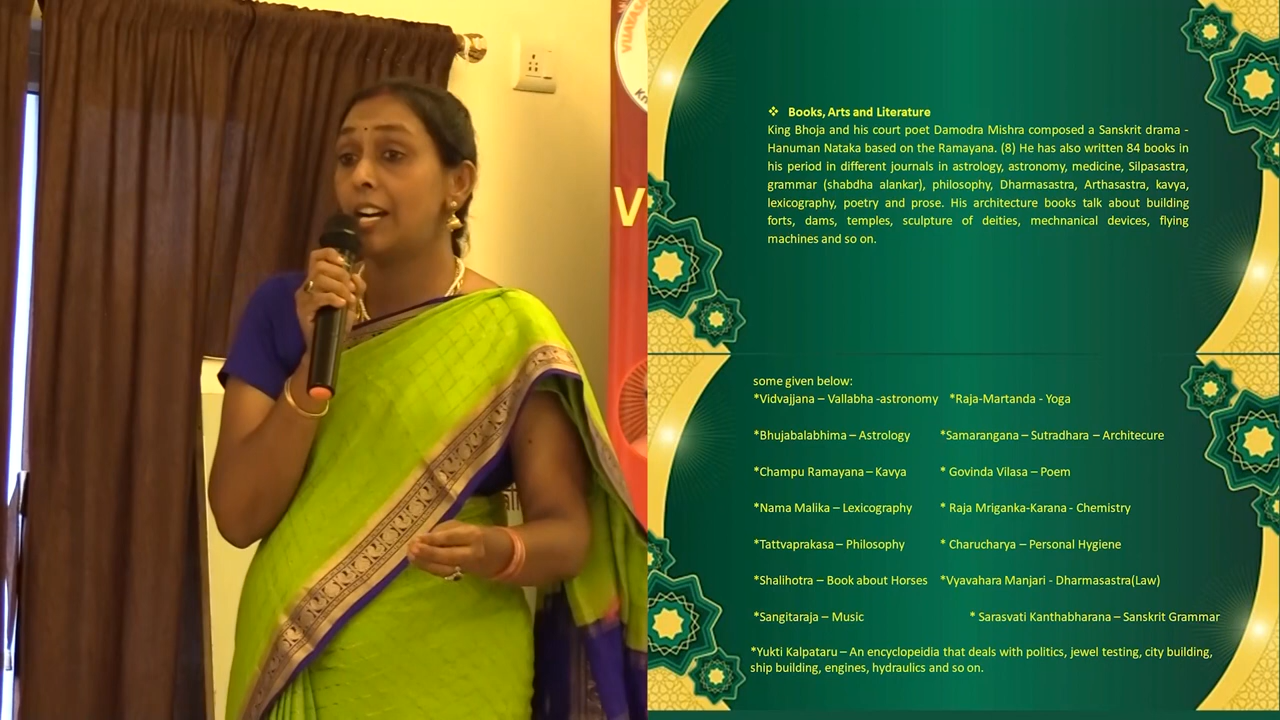 VIJAYAN
V
❖ Books, Arts and Literature
King Bhoja and his court poet Damodra Mishra composed a Sanskrit drama -
Hanuman Nataka based on the Ramayana. (8) He has also written 84 books in
his period in different journals in astrology, astronomy, medicine, Silpasastra,
grammar (shabdha alankar), philosophy, Dharmasastra, Arthasastra, kavya,
lexicography, poetry and prose. His architecture books talk about building
forts, dams, temples, sculpture of deities, mechnanical devices, flying
machines and so on.
some given below:
*Vidvajjana – Vallabha -astronomy *Raja-Martanda - Yoga
*Bhujabalabhima – Astrology *Samarangana – Sutradhara – Architecure
*Champu Ramayana – Kavya * Govinda Vilasa – Poem
*Nama Malika – Lexicography * Raja Mriganka-Karana - Chemistry
*Tattvaprakasa – Philosophy * Charucharya – Personal Hygiene
*Shalihotra – Book about Horses *Vyavahara Manjari - Dharmasastra(Law)
*Sangitaraja – Music * Sarasvati Kanthabharana – Sanskrit Grammar
*Yukti Kalpataru – An encyclopeidia that deals with politics, jewel testing, city building,
ship building, engines, hydraulics and so on.